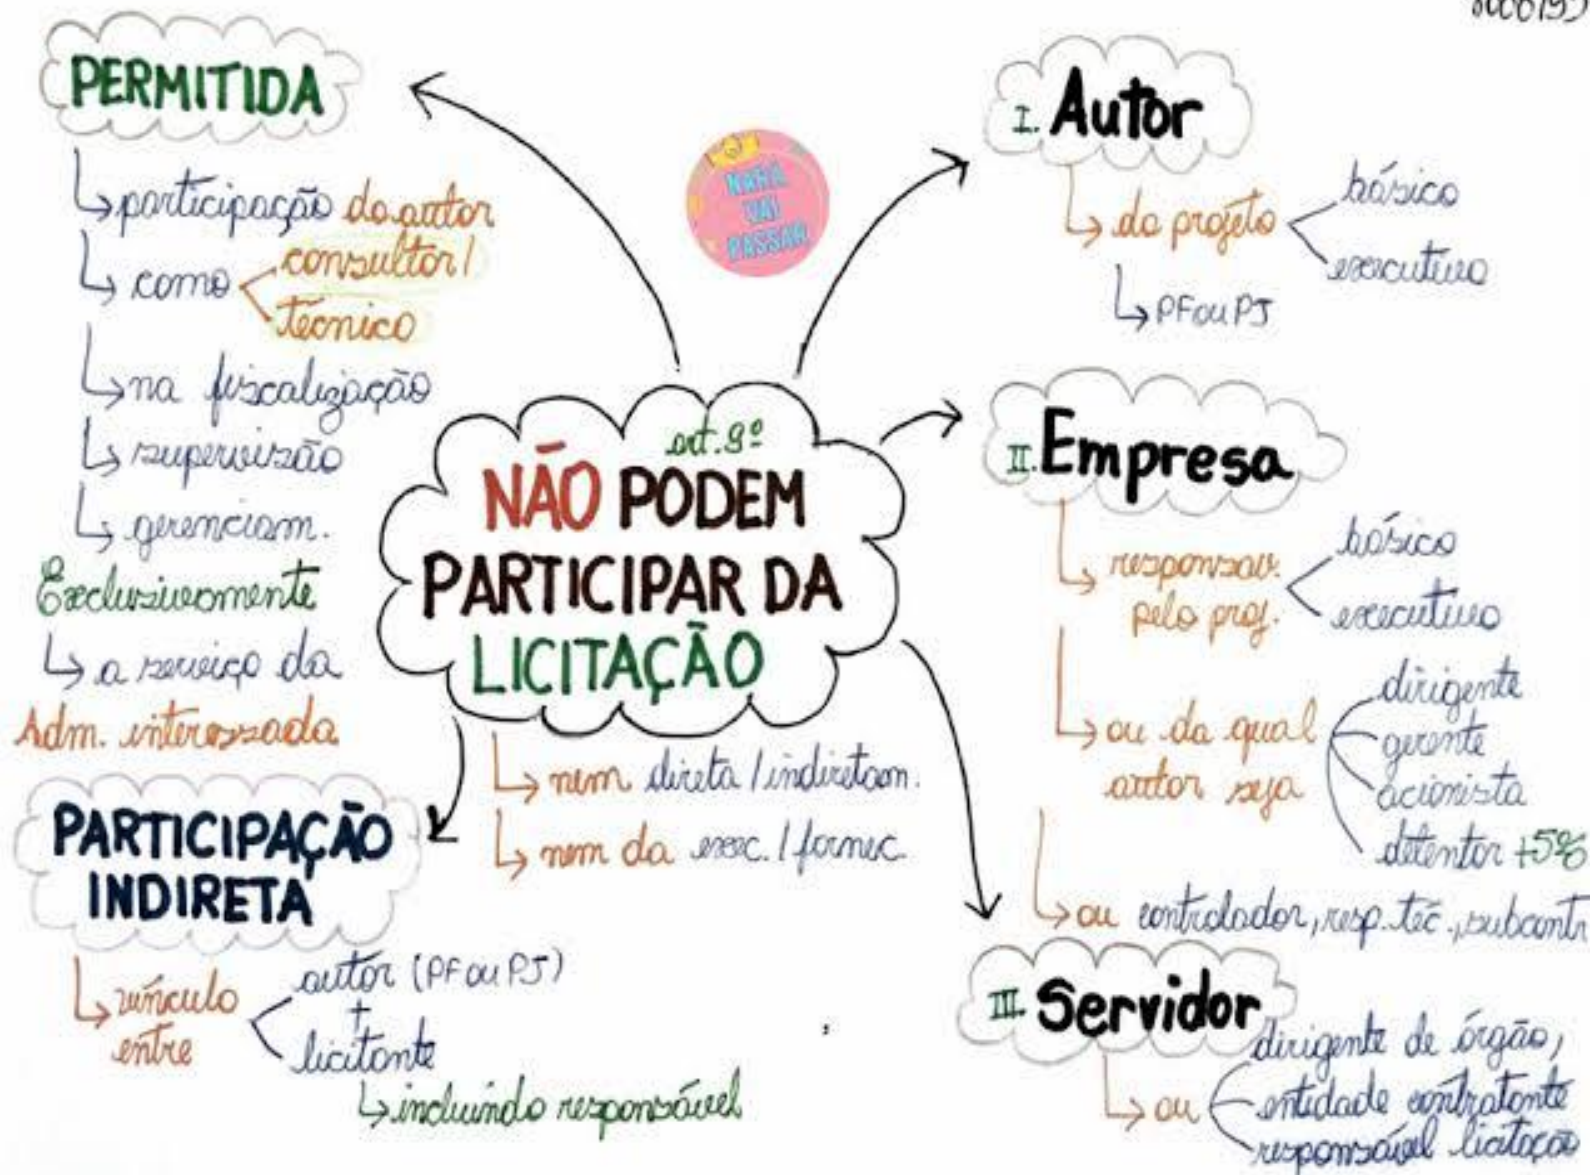 PERMITIDA
↳ participação do autor
↳ como consultor/
técnico
↳ na fiscalização
↳ supervisão
↳ gerenciam.
Exclusivamente
↳ a serviço da
Adm. interessada
NARA
VAI
PASSAR
art. 9º
NÃO PODEM
PARTICIPAR DA
LICITAÇÃO
↳ nem direta/indiretam.
↳ nem da exec./fornec.
PARTICIPAÇÃO
INDIRETA
↳ vínculo
entre
autor (PF ou PJ)
+
licitante
↳ incluindo responsável
I. Autor
↳ do projeto
básico
executivo
↳ PF ou PJ
II. Empresa
↳ responsav.
pelo proj.
básico
executivo
↳ ou da qual
autor seja
dirigente
gerente
acionista
detentor +5%
↳ ou controlador, resp. téc., subcontr
III. Servidor
↳ ou
dirigente de órgão,
entidade contratante
responsável licitação